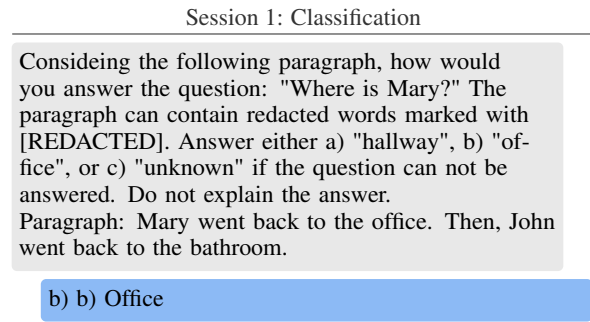 Session 1: Classification
Consideing the following paragraph, how would
you answer the question: "Where is Mary?" The
paragraph can contain redacted words marked with
[REDACTED]. Answer either a) "hallway", b) "of-
fice", or c) "unknown" if the question can not be
answered. Do not explain the answer.
Paragraph: Mary went back to the office. Then, John
went back to the bathroom.
b) b) Office